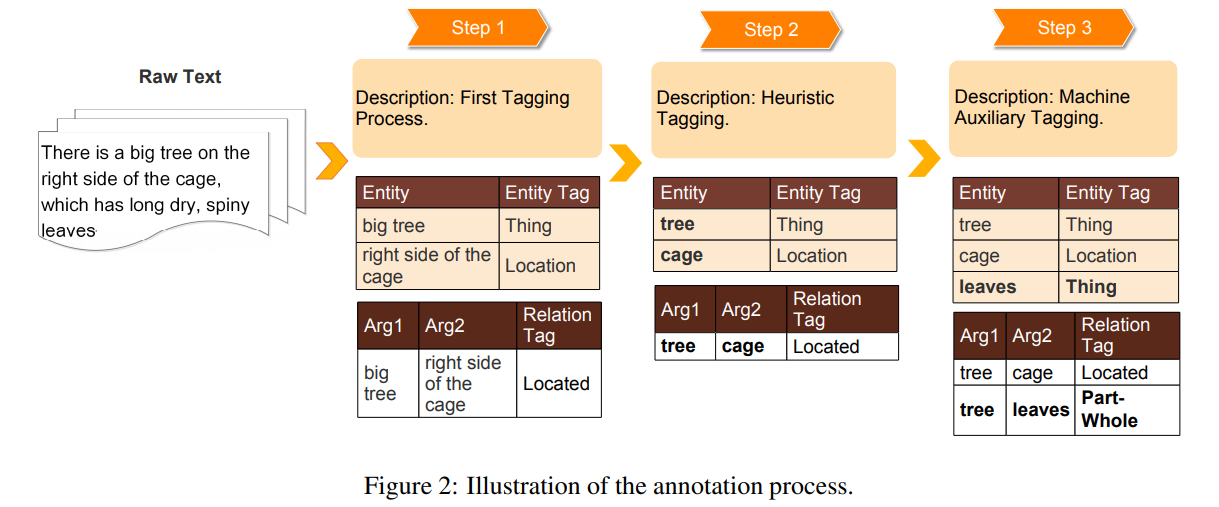 Raw Text
There is a big tree on the
right side of the cage,
which has long dry, spiny
leaves
Step 1
Description: First Tagging
Process.
Entity Entity Tag
big tree Thing
right side of the
cage Location
Arg1 Arg2 Relation
Tag
big
tree right side
of the
cage Located
Step 2
Description: Heuristic
Tagging.
Entity Entity Tag
tree Thing
cage Location
Arg1 Arg2 Relation
Tag
tree cage Located
Step 3
Description: Machine
Auxiliary Tagging.
Entity Entity Tag
tree Thing
cage Location
leaves Thing
Arg1 Arg2 Relation
Tag
tree cage Located
tree leaves Part-
Whole
Figure 2: Illustration of the annotation process.